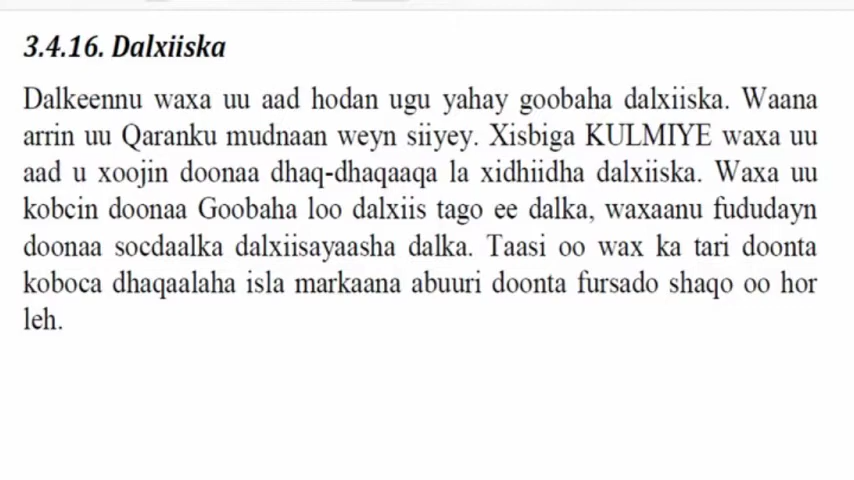 3.4.16. Dalxiiska
Dalkeennu waxa uu aad hodan ugu yahay goobaha dalxiiska. Waana
arrin uu Qaranku mudnaan weyn siiyey. Xisbiga KULMIYE waxa uu
aad u xoojin doonaa dhaq-dhaqaaqa la xidhiidha dalxiiska. Waxa uu
kobcin doonaa Goobaha loo dalxiis tago ee dalka, waxaanu fududayn
doonaa socdaalka dalxiisayaasha dalka. Taasi oo wax ka tari doonta
koboca dhaqaalaha isla markaana abuuri doonta fursado shaqo oo hor
leh.